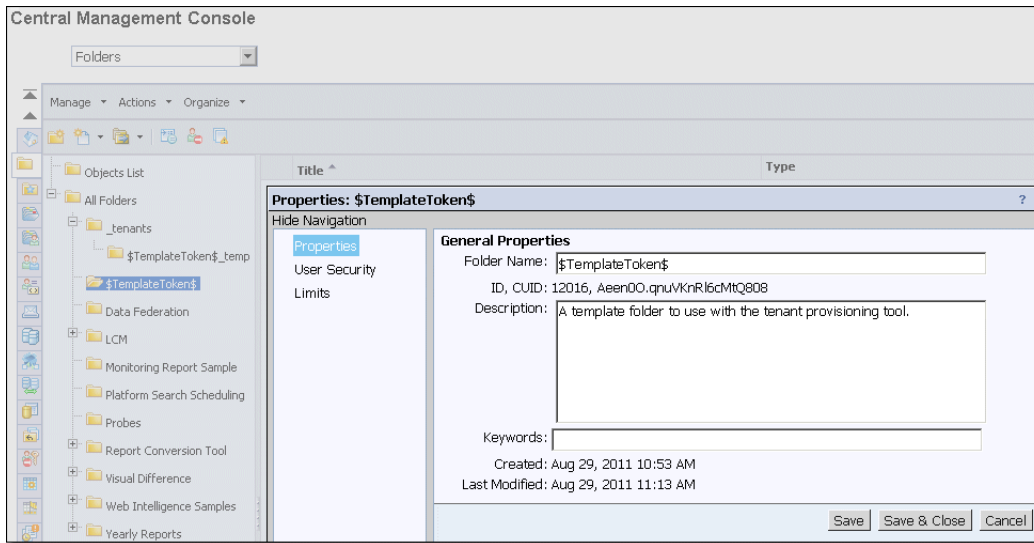 Central Management Console
Folders
Manage Actions Organize
Objects List
All Folders
_tenants
$TemplateToken$_temp
$TemplateToken$
Data Federation
LCM
Monitoring Report Sample
Platform Search Scheduling
Probes
Report Conversion Tool
Visual Difference
Web Intelligence Samples
Yearly Reports
Title Type
Properties: $TemplateToken$ ?
Hide Navigation
Properties
User Security
Limits
General Properties
Folder Name: $TemplateToken$
ID, CUID: 12016, Aeen0O.qnuVKnRl6cMtQ808
Description: A template folder to use with the tenant provisioning tool.
Keywords:
Created: Aug 29, 2011 10:53 AM
Last Modified: Aug 29, 2011 11:13 AM
Save Save & Close Cancel